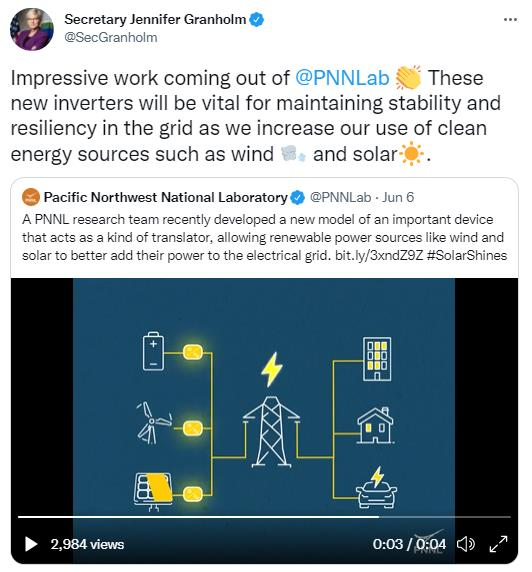 Secretary Jennifer Granholm
@SecGranholm
Impressive work coming out of @PNNLab 👏 These
new inverters will be vital for maintaining stability and
resiliency in the grid as we increase our use of clean
energy sources such as wind 🌬️ and solar☀️.
Pacific Northwest National Laboratory @PNNLab · Jun 6
A PNNL research team recently developed a new model of an important device
that acts as a kind of translator, allowing renewable power sources like wind and
solar to better add their power to the electrical grid. bit.ly/3xndZ9Z #SolarShines
2,984 views
0:03 / 0:04
PNNL